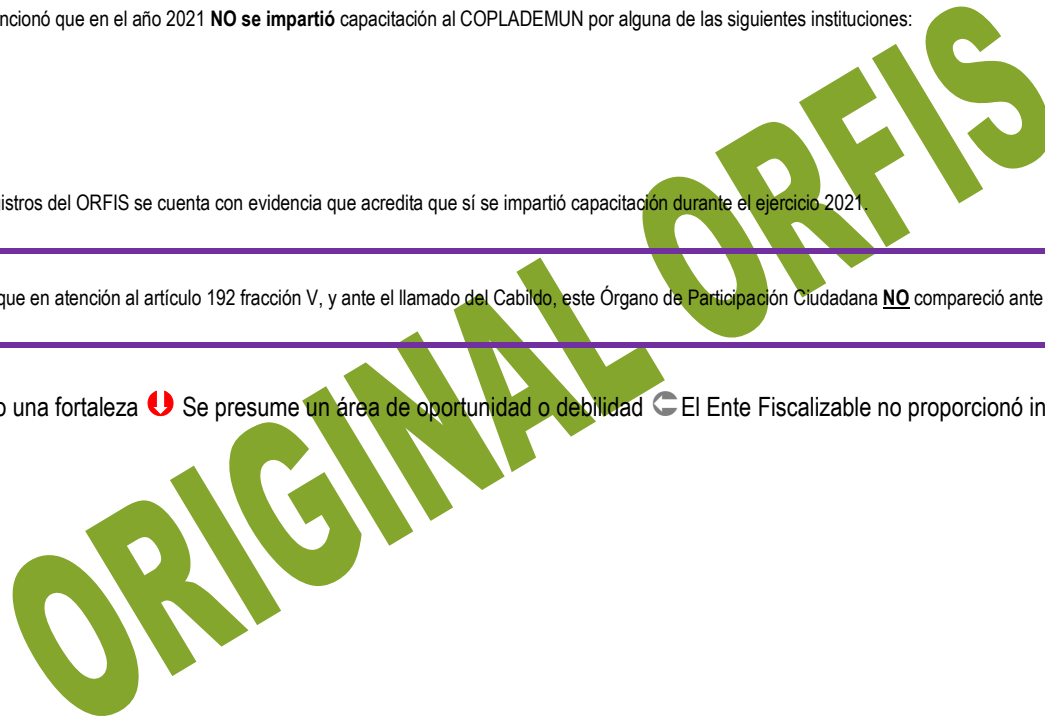 ncionó que en el año 2021 NO se impartió capacitación al COPLADEMUN por alguna de las siguientes instituciones:
istros del ORFIS se cuenta con evidencia que acredita que sí se impartió capacitación durante el ejercicio 2021.
que en atención al artículo 192 fracción V, y ante el llamado del Cabildo, este Órgano de Participación Ciudadana NO compareció ante
o una fortaleza Se presume un área de oportunidad o debilidad El Ente Fiscalizable no proporcionó in
ORIGINAL ORFIS